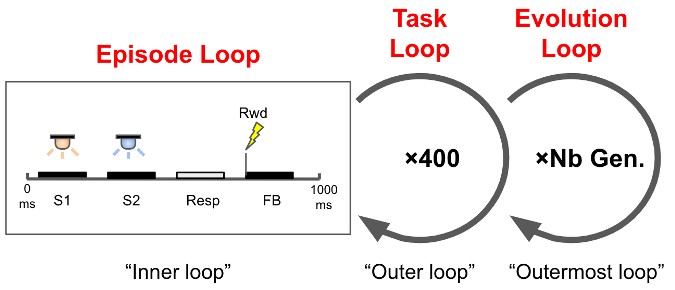 Episode Loop
Task
Loop
Evolution
Loop
Rwd
0
ms
S1
S2
Resp
FB
1000
ms
×400
×Nb Gen.
“Inner loop”
“Outer loop”
“Outermost loop”